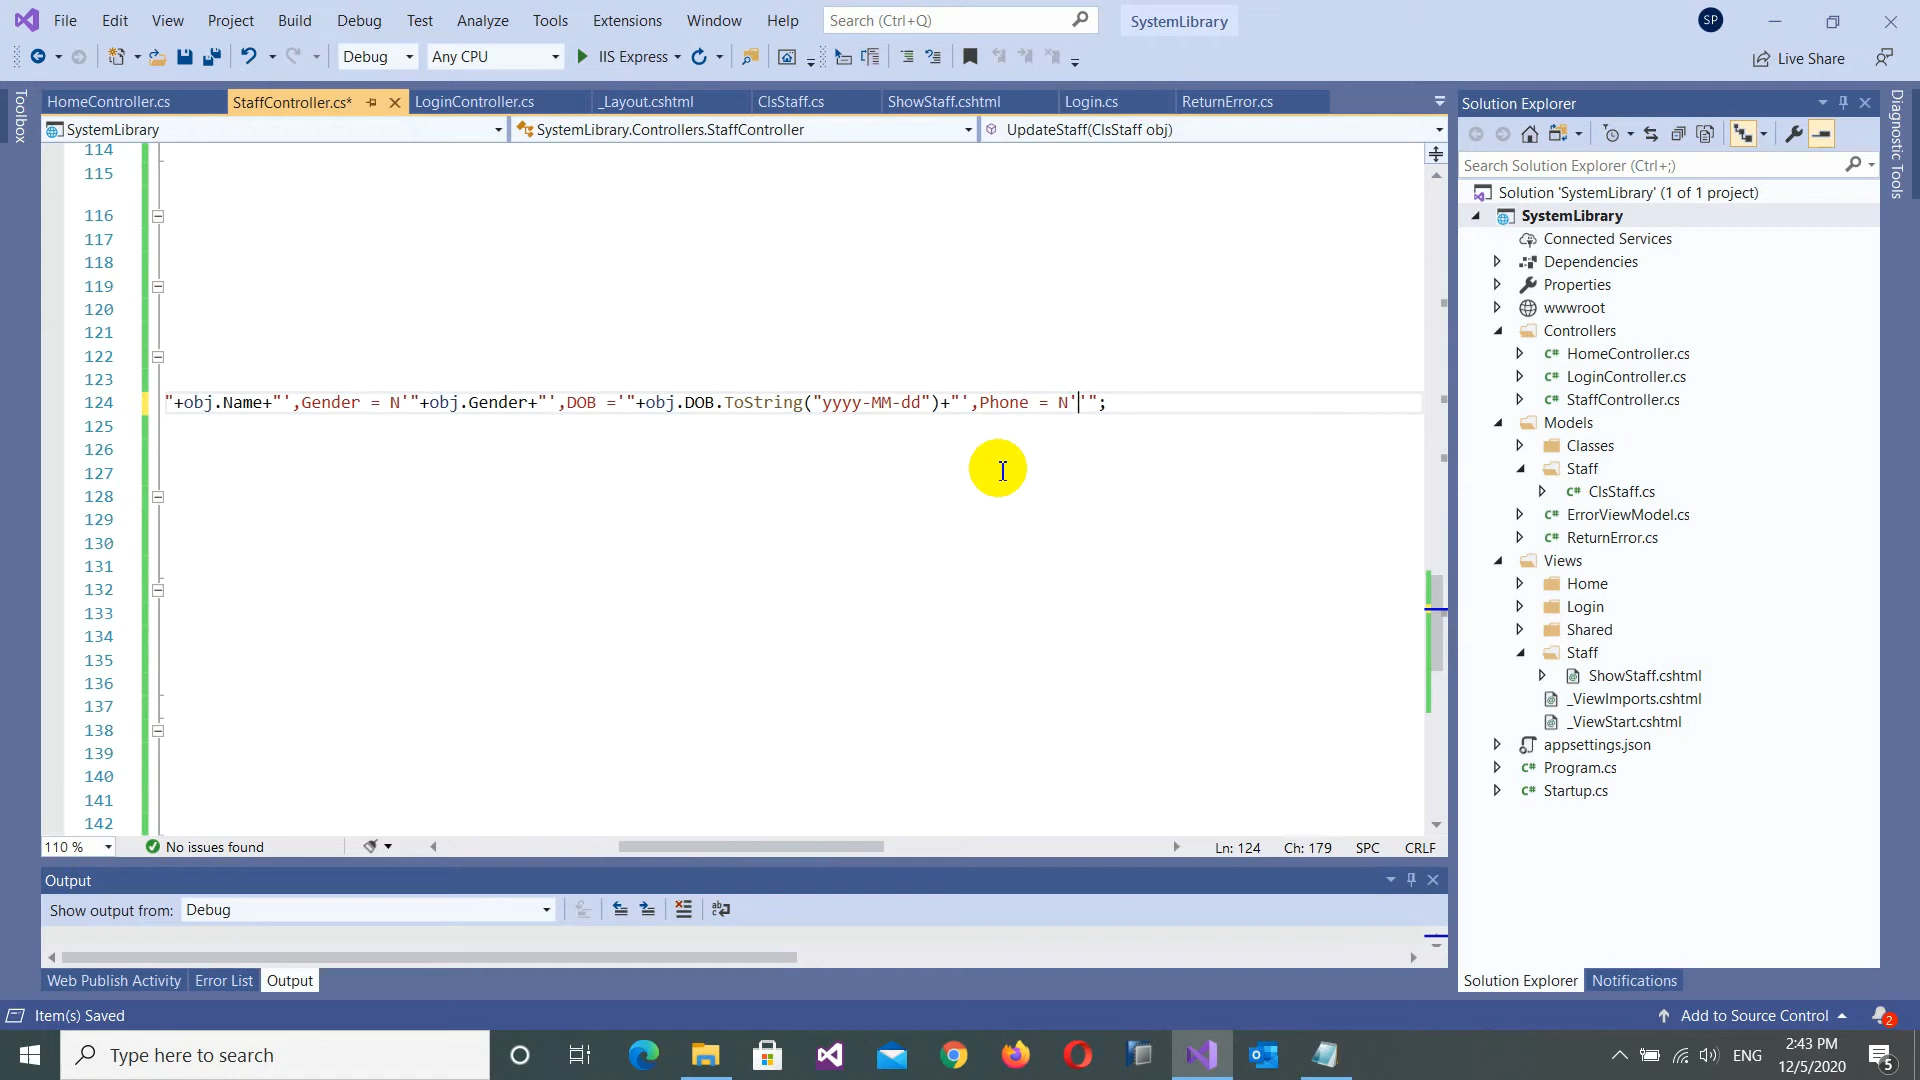 File Edit View Project Build Debug Test Analyze Tools Extensions Window Help Search (Ctrl+Q) SystemLibrary SP
Debug Any CPU IIS Express Live Share
Toolbox
HomeController.cs StaffController.cs* LoginController.cs _Layout.cshtml ClsStaff.cs ShowStaff.cshtml Login.cs ReturnError.cs
SystemLibrary SystemLibrary.Controllers.StaffController UpdateStaff(ClsStaff obj)
114
115
116
117
118
119
120
121
122
123
124 "+obj.Name+"',Gender = N'"+obj.Gender+"',DOB ='"+obj.DOB.ToString("yyyy-MM-dd")+"',Phone = N''";
125
126
127
128
129
130
131
132
133
134
135
136
137
138
139
140
141
142
110 % No issues found Ln: 124 Ch: 179 SPC CRLF
Output
Show output from: Debug
Web Publish Activity Error List Output
Solution Explorer
Search Solution Explorer (Ctrl+;)
Solution 'SystemLibrary' (1 of 1 project)
SystemLibrary
Connected Services
Dependencies
Properties
wwwroot
Controllers
C# HomeController.cs
C# LoginController.cs
C# StaffController.cs
Models
Classes
Staff
C# ClsStaff.cs
C# ErrorViewModel.cs
C# ReturnError.cs
Views
Home
Login
Shared
Staff
ShowStaff.cshtml
_ViewImports.cshtml
_ViewStart.cshtml
appsettings.json
C# Program.cs
C# Startup.cs
Solution Explorer Notifications
Diagnostic Tools
Item(s) Saved Add to Source Control 2
Type here to search ENG 2:43 PM
12/5/2020 5